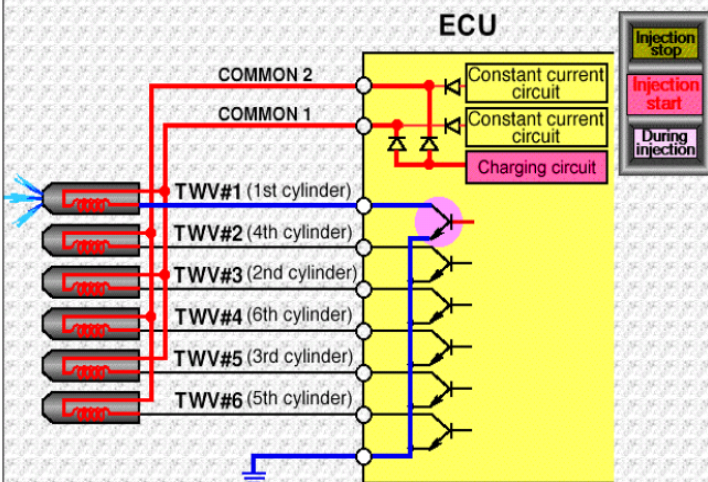 ECU
Injection
stop
Injection
start
During
injection
COMMON 2
Constant current
circuit
COMMON 1
Constant current
circuit
Charging circuit
TWV#1 (1st cylinder)
TWV#2 (4th cylinder)
TWV#3 (2nd cylinder)
TWV#4 (6th cylinder)
TWV#5 (3rd cylinder)
TWV#6 (5th cylinder)